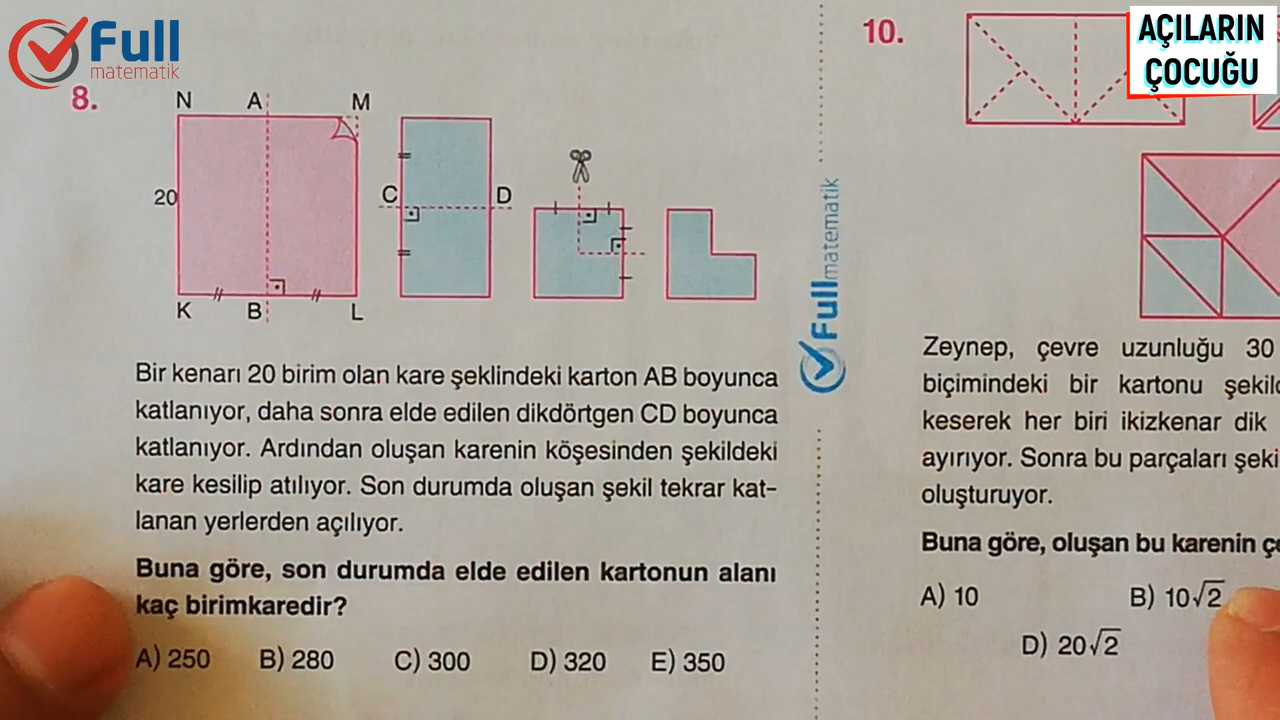 Full
matematik
AÇILARIN
ÇOCUĞU
8.
N A M
20
K B L
C D
Fullmatematik
Bir kenarı 20 birim olan kare şeklindeki karton AB boyunca
katlanıyor, daha sonra elde edilen dikdörtgen CD boyunca
katlanıyor. Ardından oluşan karenin köşesinden şekildeki
kare kesilip atılıyor. Son durumda oluşan şekil tekrar kat-
lanan yerlerden açılıyor.
Buna göre, son durumda elde edilen kartonun alanı
kaç birimkaredir?
A) 250 B) 280 C) 300 D) 320 E) 350
10.
Zeynep, çevre uzunluğu 30
biçimindeki bir kartonu
keserek her biri ikizkenar dik
ayırıyor. Sonra bu parçaları
oluşturuyor.
Buna göre, oluşan bu karenin
A) 10 B) 10√2
D) 20√2